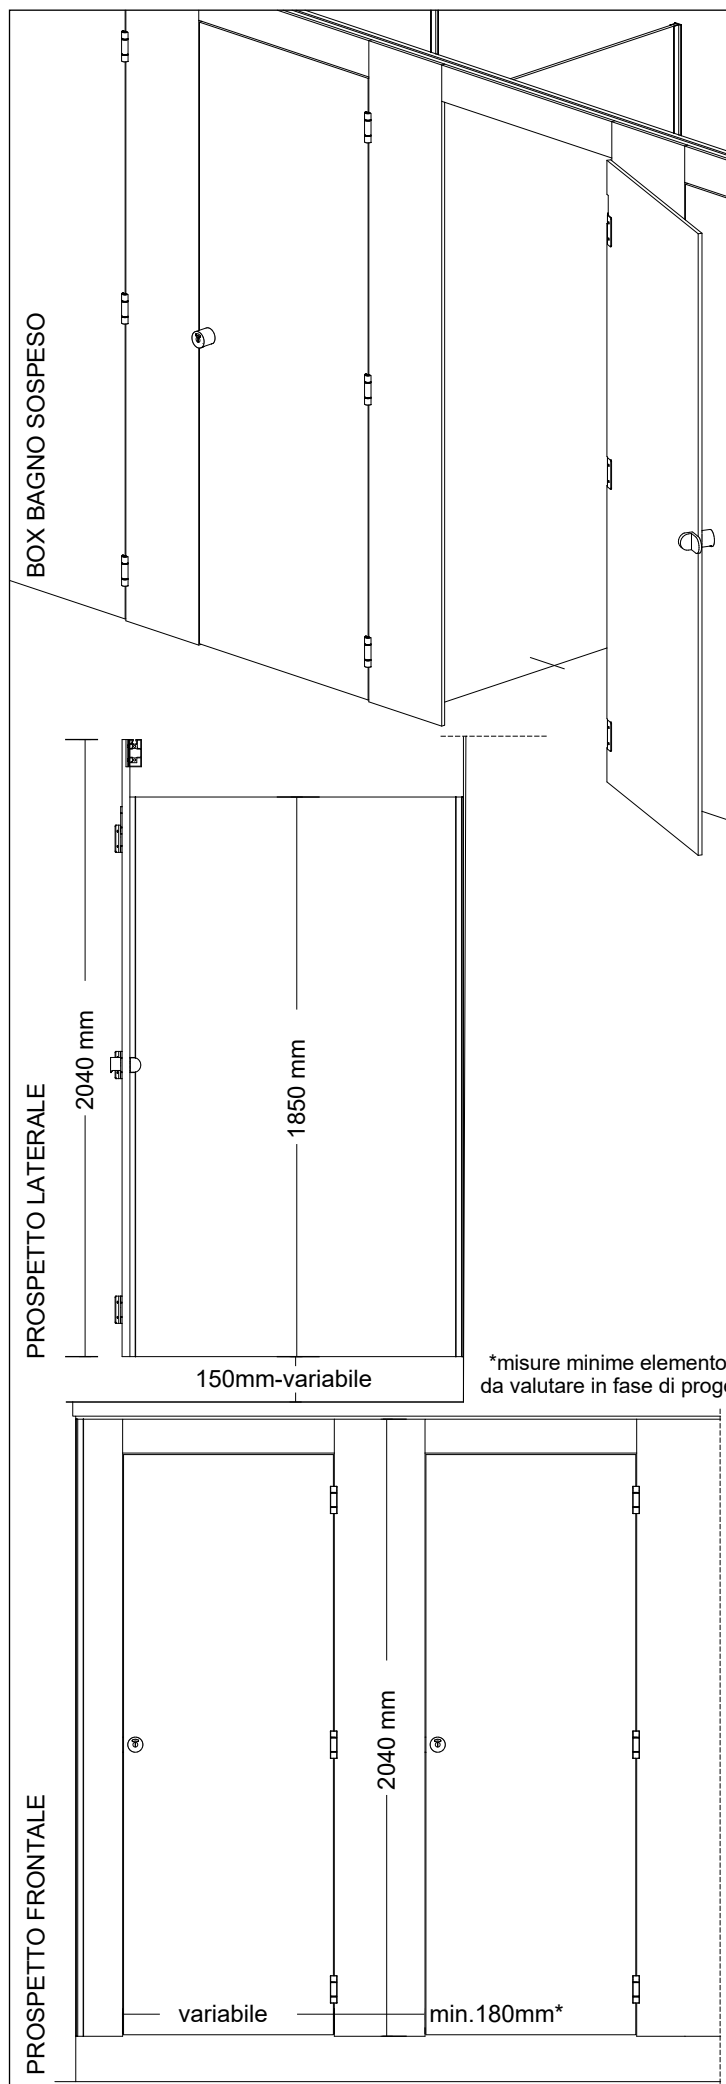 BOX BAGNO SOSPESO
PROSPETTO LATERALE
2040 mm
1850 mm
150mm-variabile
*misure minime elemento
da valutare in fase di
PROSPETTO FRONTALE
2040 mm
variabile
min.180mm*